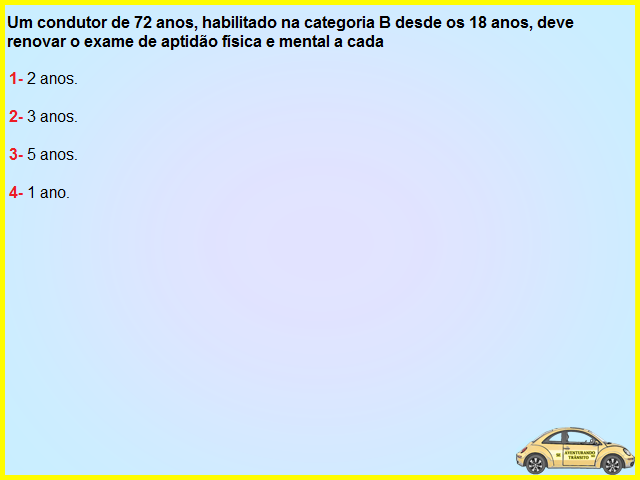 Um condutor de 72 anos, habilitado na categoria B desde os 18 anos, deve
renovar o exame de aptidão física e mental a cada
1- 2 anos.
2- 3 anos.
3- 5 anos.
4- 1 ano.
AVENTURANDO
TRÂNSITO